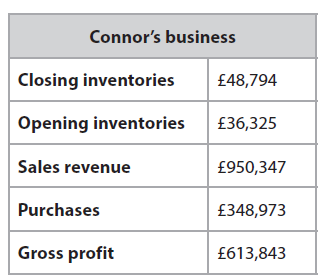 Connor’s business
Closing inventories £48,794
Opening inventories £36,325
Sales revenue £950,347
Purchases £348,973
Gross profit £613,843